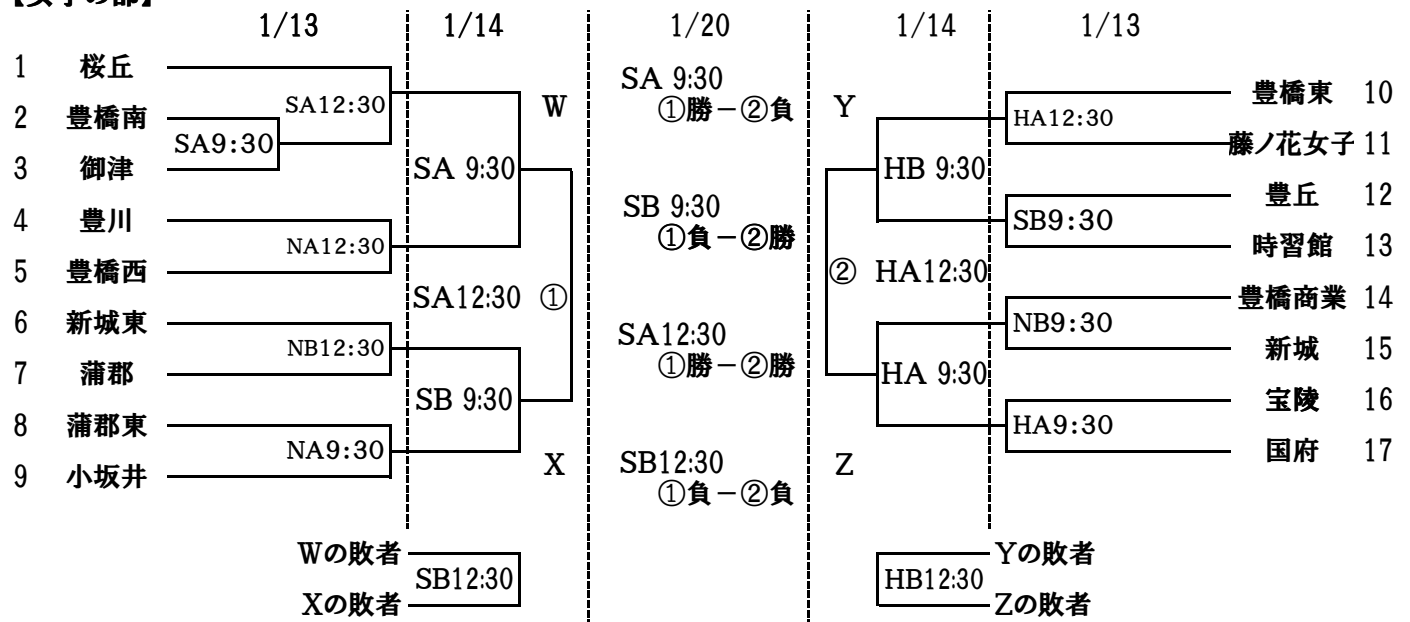 【女子の部】
1/13 1/14 1/20 1/14 1/13
1 桜丘
2 豊橋南
3 御津
4 豊川
5 豊橋西
6 新城東
7 蒲郡
8 蒲郡東
9 小坂井
SA12:30
SA9:30
NA12:30
NB12:30
NA9:30
W
SA 9:30
SA12:30 ①
SB 9:30
X
SA 9:30
①勝－②負
SB 9:30
①負－②勝
SA12:30
①勝－②勝
SB12:30
①負－②負
Y
HB 9:30
② HA12:30
HA 9:30
Z
HA12:30
SB9:30
NB9:30
HA9:30
豊橋東 10
藤ノ花女子 11
豊丘 12
時習館 13
豊橋商業 14
新城 15
宝陵 16
国府 17
Wの敗者
SB12:30
Xの敗者
Yの敗者
HB12:30
Zの敗者